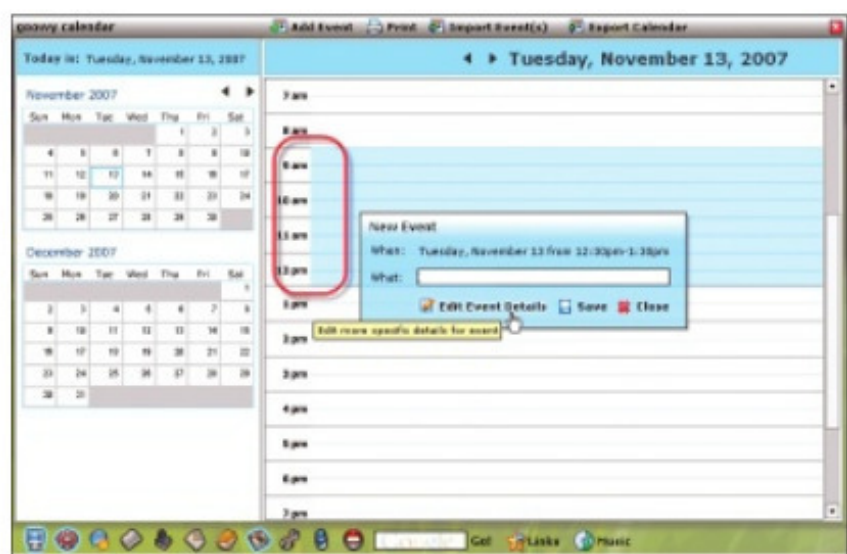 goowy calendar
Add Event Print Import Event(s) Export Calendar
Today is: Tuesday, November 13, 2007
Tuesday, November 13, 2007
November 2007
Sun Mon Tue Wed Thu Fri Sat
1 2 3
4 5 6 7 8 9 10
11 12 13 14 15 16 17
18 19 20 21 22 23 24
25 26 27 28 29 30
December 2007
Sun Mon Tue Wed Thu Fri Sat
1
2 3 4 5 6 7 8
9 10 11 12 13 14 15
16 17 18 19 20 21 22
23 24 25 26 27 28 29
30 31
7 am
8 am
9 am
10 am
11 am
12 pm
1 pm
2 pm
3 pm
4 pm
5 pm
6 pm
7 pm
New Event
When: Tuesday, November 13 from 12:30pm-1:30pm
What:
Edit Event Details Save Close
Edit more specific details for event
Google Go! Links Music